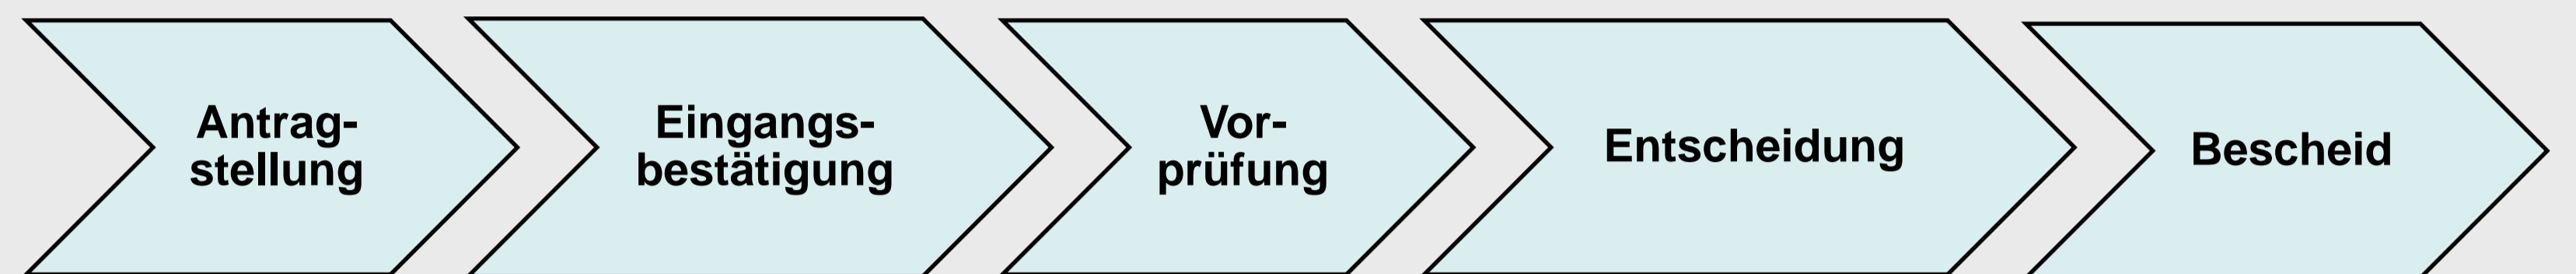 Antrag-
stellung
Eingangs-
bestätigung
Vor-
prüfung
Entscheidung
Bescheid